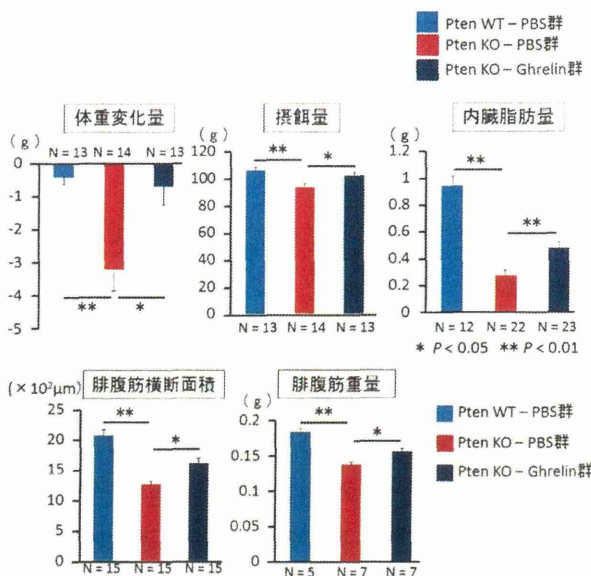 Pten WT – PBS群
Pten KO – PBS群
Pten KO – Ghrelin群
体重変化量
(g)
N = 13 N = 14 N = 13
0
-1
-2
-3
-4
-5
**
*
摂餌量
(g)
120
100
80
60
40
20
0
**
*
N = 13 N = 14 N = 13
内臓脂肪量
(g)
1.2
1
0.8
0.6
0.4
0.2
0
**
**
N = 12 N = 22 N = 23
* P < 0.05 ** P < 0.01
腓腹筋横断面積
(×10²μm)
25
20
15
10
5
0
**
*
N = 15 N = 15 N = 15
腓腹筋重量
(g)
0.2
0.15
0.1
0.05
0
**
*
N = 5 N = 7 N = 7
Pten WT – PBS群
Pten KO – PBS群
Pten KO – Ghrelin群